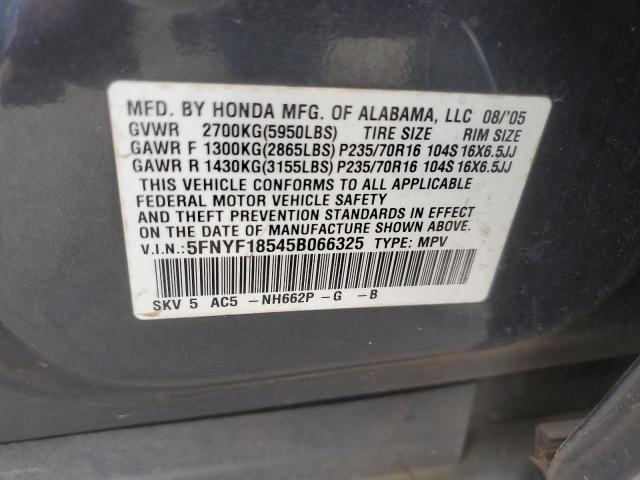 MFD. BY HONDA MFG. OF ALABAMA, LLC 08/'05
GVWR 2700KG(5950LBS) TIRE SIZE RIM SIZE
GAWR F 1300KG(2865LBS) P235/70R16 104S 16X6.5JJ
GAWR R 1430KG(3155LBS) P235/70R16 104S 16X6.5JJ
THIS VEHICLE CONFORMS TO ALL APPLICABLE
FEDERAL MOTOR VEHICLE SAFETY
AND THEFT PREVENTION STANDARDS IN EFFECT
ON THE DATE OF MANUFACTURE SHOWN ABOVE.
V.I.N.:5FNYF18545B066325 TYPE: MPV
SKV 5 AC5 -NH662P -G -B